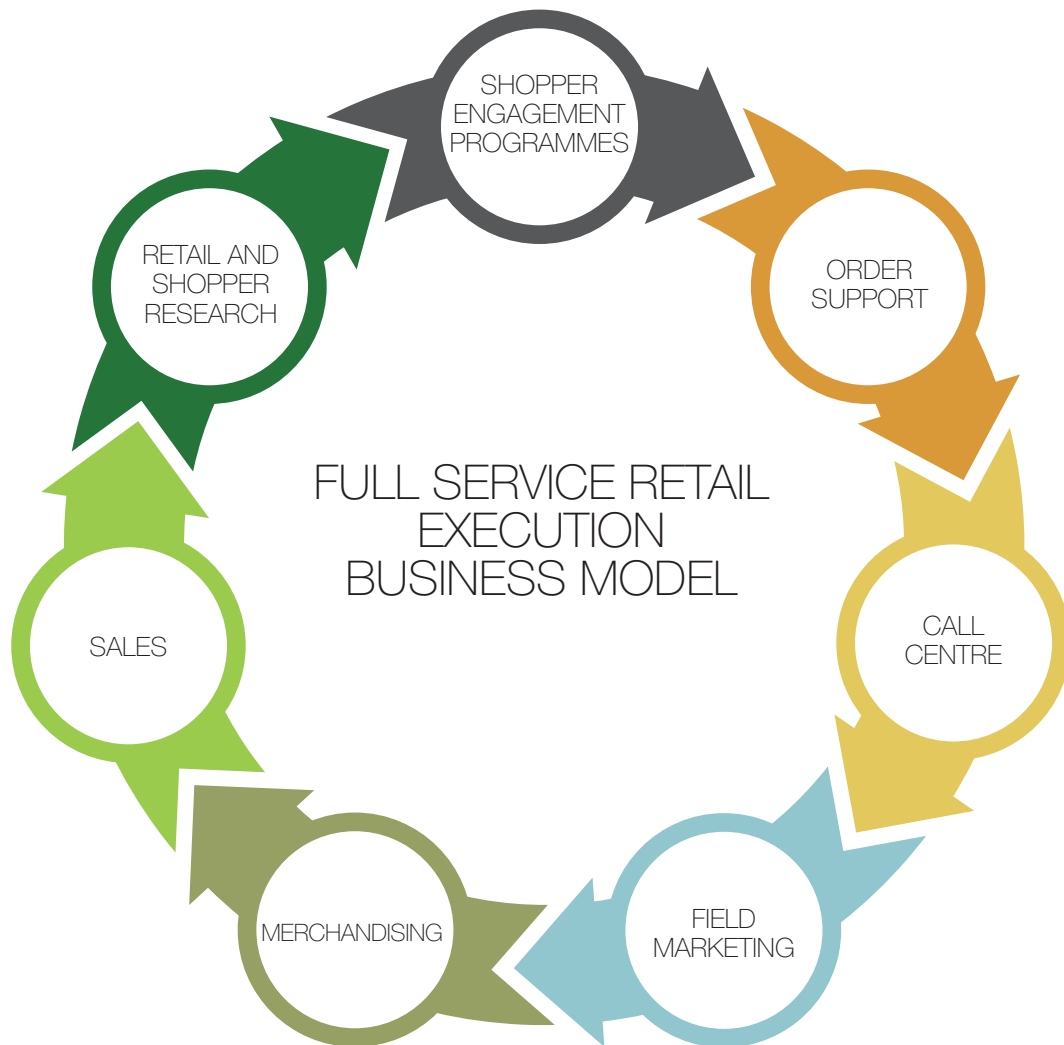 SHOPPER
ENGAGEMENT
PROGRAMMES
ORDER
SUPPORT
CALL
CENTRE
FIELD
MARKETING
MERCHANDISING
SALES
RETAIL AND
SHOPPER
RESEARCH
FULL SERVICE RETAIL
EXECUTION
BUSINESS MODEL